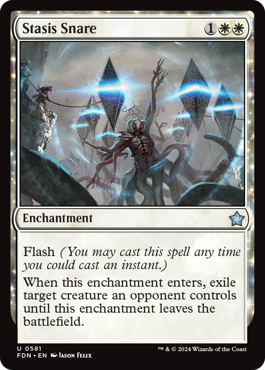 Stasis Snare 1
Enchantment
Flash (You may cast this spell any time
you could cast an instant.)
When this enchantment enters, exile
target creature an opponent controls
until this enchantment leaves the
battlefield.
U 0581
FDN • EN Jason Felix
™ & © 2024 Wizards of the Coast